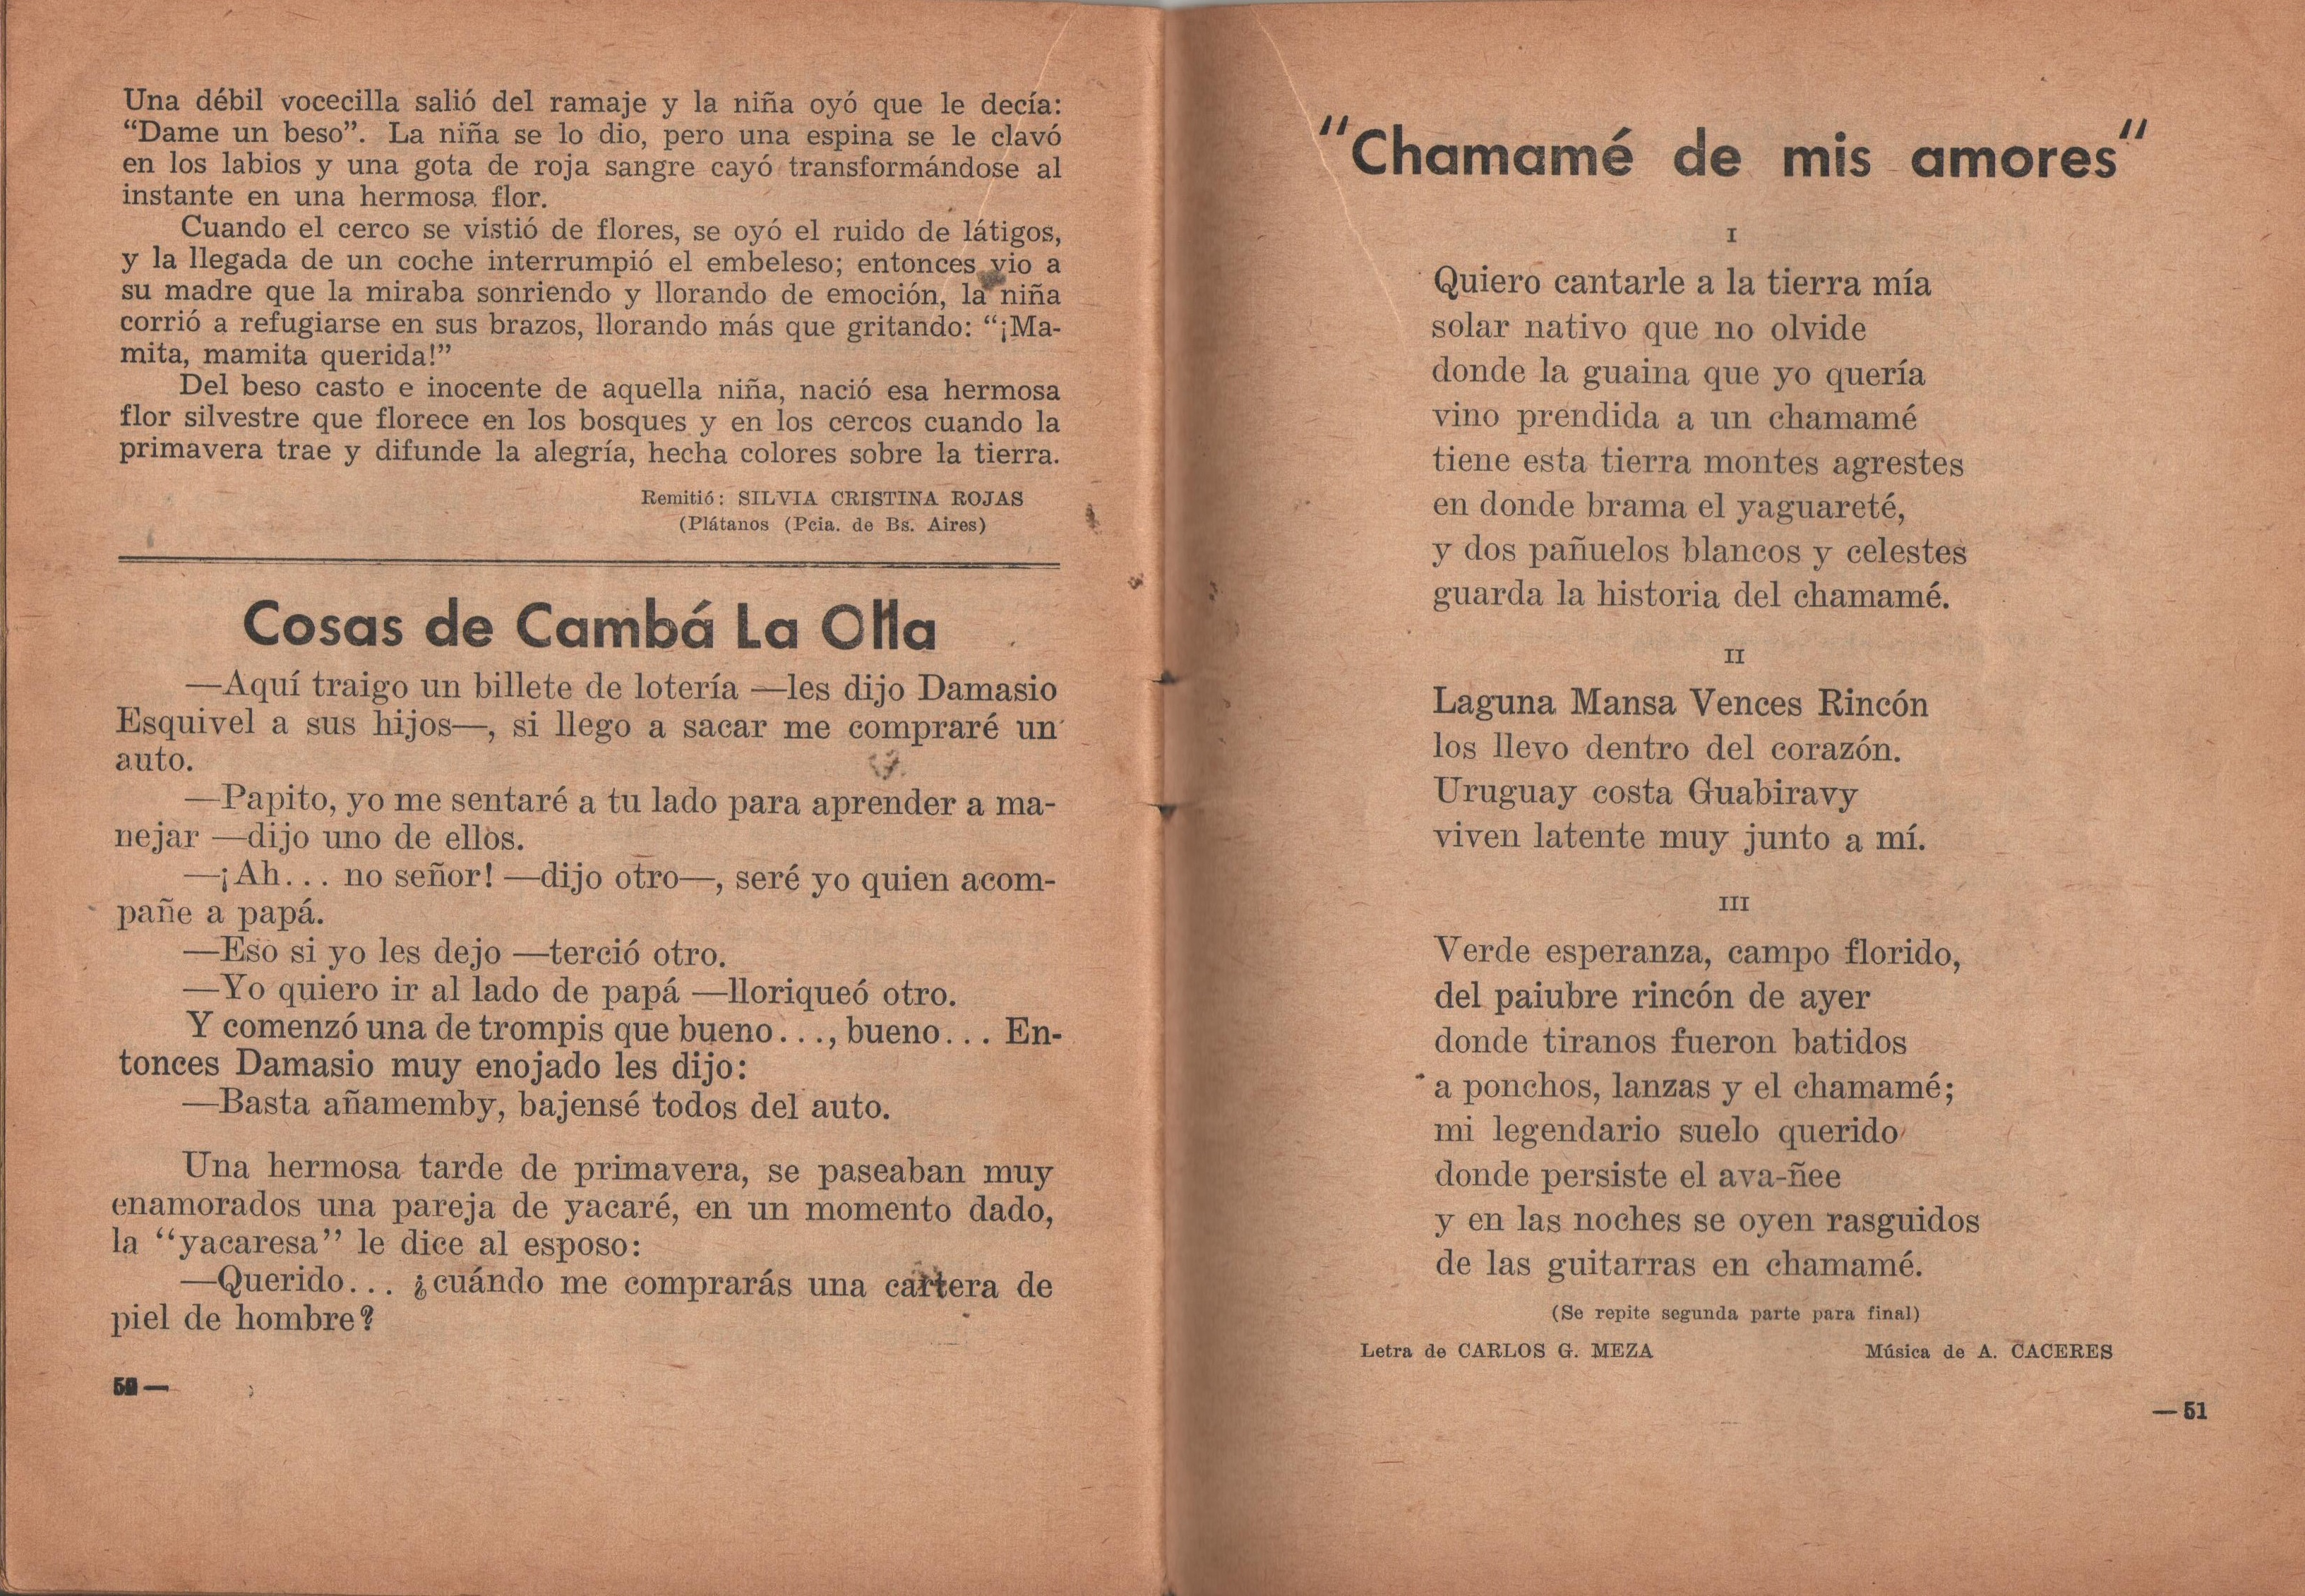 Una débil vocecilla salió del ramaje y la niña oyó que le decía:
“Dame un beso”. La niña se lo dio, pero una espina se le clavó
en los labios y una gota de roja sangre cayó transformándose al
instante en una hermosa flor.
Cuando el cerco se vistió de flores, se oyó el ruido de látigos,
y la llegada de un coche interrumpió el embeleso; entonces vio a
su madre que la miraba sonriendo y llorando de emoción, la niña
corrió a refugiarse en sus brazos, llorando más que gritando: “¡Ma-
mita, mamita querida!”
Del beso casto e inocente de aquella niña, nació esa hermosa
flor silvestre que florece en los bosques y en los cercos cuando la
primavera trae y difunde la alegría, hecha colores sobre la tierra.
Remitió: SILVIA CRISTINA ROJAS
(Plátanos (Pcia. de Bs. Aires)
Cosas de Cambá La Olla
—Aquí traigo un billete de lotería —les dijo Damasio
Esquivel a sus hijos—, si llego a sacar me compraré un
auto.
—Papito, yo me sentaré a tu lado para aprender a ma-
nejar —dijo uno de ellos.
—¡Ah... no señor! —dijo otro—, seré yo quien acom-
pañe a papá.
—Eso si yo les dejo —terció otro.
—Yo quiero ir al lado de papá —lloriqueó otro.
Y comenzó una de trompis que bueno..., bueno... En-
tonces Damasio muy enojado les dijo:
—Basta añamemby, bajensé todos del auto.
Una hermosa tarde de primavera, se paseaban muy
enamorados una pareja de yacaré, en un momento dado,
la “yacaresa” le dice al esposo:
—Querido... ¿cuándo me comprarás una cartera de
piel de hombre?
50 —
“Chamamé de mis amores“
I
Quiero cantarle a la tierra mía
solar nativo que no olvide
donde la guaina que yo quería
vino prendida a un chamamé
tiene esta tierra montes agrestes
en donde brama el yaguareté,
y dos pañuelos blancos y celestes
guarda la historia del chamamé.
II
Laguna Mansa Vences Rincón
los llevo dentro del corazón.
Uruguay costa Guabiravy
viven latente muy junto a mí.
III
Verde esperanza, campo florido,
del paiubre rincón de ayer
donde tiranos fueron batidos
a ponchos, lanzas y el chamamé;
mi legendario suelo querido
donde persiste el ava-ñee
y en las noches se oyen rasguidos
de las guitarras en chamamé.
(Se repite segunda parte para final)
Letra de CARLOS G. MEZA
Música de A. CACERES
— 51